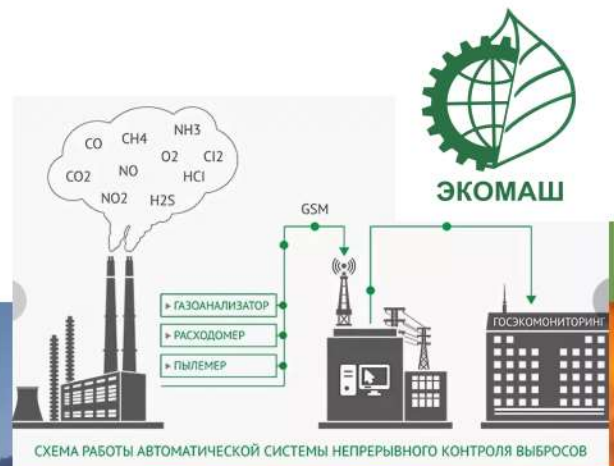 ЭКОМАШ
CO CH4 NH3
O2 Cl2
CO2 NO HCl
NO2 H2S
GSM
ГАЗОАНАЛИЗАТОР
РАСХОДОМЕР
ПЫЛЕМЕР
ГОСЭКОМОНИТОРИНГ
СХЕМА РАБОТЫ АВТОМАТИЧЕСКОЙ СИСТЕМЫ НЕПРЕРЫВНОГО КОНТРОЛЯ ВЫБРОСОВ